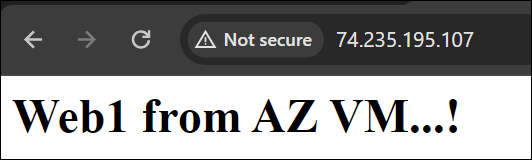 Not secure 74.235.195.107
Web1 from AZ VM...!